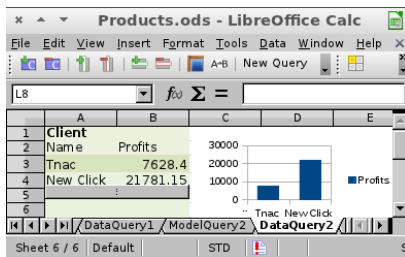 Products.ods - LibreOffice Calc
File Edit View Insert Format Tools Data Window Help
A-B New Query
L8 f(x) Σ =
A B C D E
1 Client
2 Name Profits
3 Tnac 7628.4
4 New Click 21781.15
5
6
30000
20000
10000
0
Tnac New Click
Profits
DataQuery1 ModelQuery2 DataQuery2
Sheet 6 / 6 Default STD